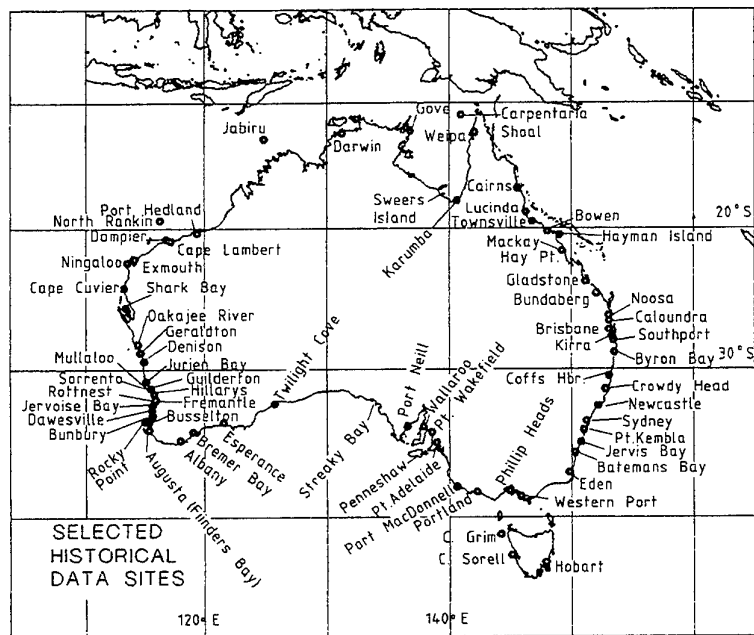 Jabiru
Darwin
Gove
Weipa
Carpentaria
Shoal
Cairns
Sweers
Island
Karumba
Lucinda
Townsville
Bowen
20°S
Hayman Island
Mackay
Hay Pt.
Port Hedland
North Rankin
Dampier
Cape Lambert
Ningaloo
Exmouth
Cape Cuvier
Shark Bay
Gladstone
Bundaberg
Noosa
Caloundra
Brisbane
Kirra
Southport
30°S
Byron Bay
Oakajee River
Geraldton
Denison
Mullaloo
Jurien Bay
Sorrento
Guilderton
Rottnest
Hillarys
Jervoisel Bay
Fremantle
Dawesville
Busselton
Bunbury
Rocky
Point
Augusta (Flinders Bay)
Albany
Bremer Bay
Esperance
Twilight Cove
Streaky Bay
Port Neill
Wallaroo
Pt. Wakefield
Penneshaw
Pt. Adelaide
Port MacDonnell
Portland
Phillip Heads
Coffs Hbr
Crowdy Head
Newcastle
Sydney
Pt.Kembla
Jervis Bay
Batemans Bay
Eden
Western Port
C. Grim
C. Sorell
Hobart
SELECTED
HISTORICAL
DATA SITES
120°E
140°E